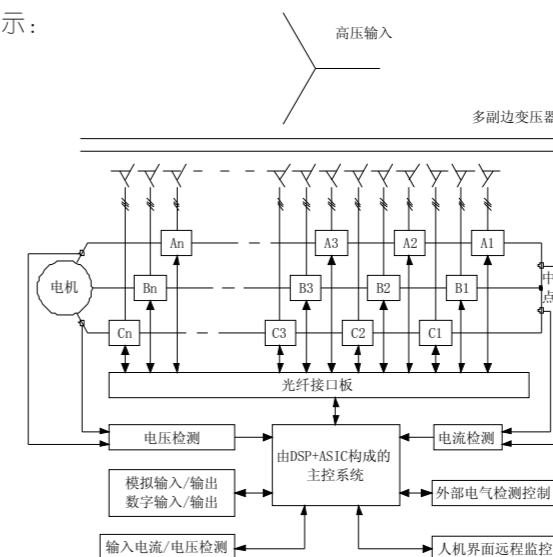 示：
高压输入
多副边变压器
An
A3
A2
A1
电机
Bn
B3
B2
B1
中
点
Cn
C3
C2
C1
光纤接口板
电压检测
由DSP+ASIC构成的
主控系统
电流检测
模拟输入/输出
数字输入/输出
外部电气检测控制
输入电流/电压检测
人机界面远程监控